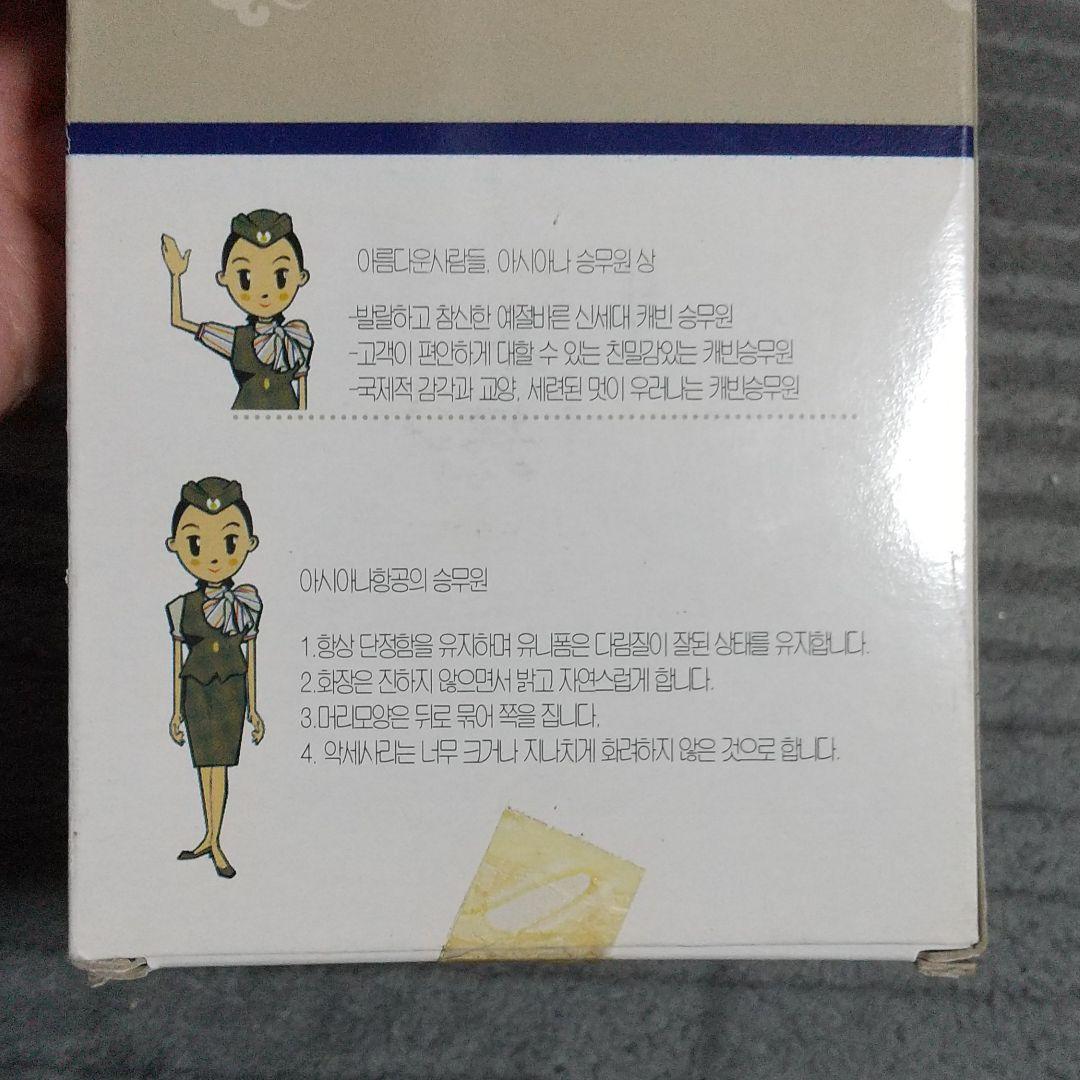 아름다운사람들, 아시아나 승무원 상
-발랄하고 참신한 예절바른 신세대 캐빈 승무원
-고객이 편안하게 대할 수 있는 친밀감있는 캐빈승무원
-국제적 감각과 교양, 세련된 멋이 우러나는 캐빈승무원
아시아나항공의 승무원
1.항상 단정함을 유지하며 유니폼은 다림질이 잘된 상태를 유지합니다.
2.화장은 진하지 않으면서 밝고 자연스럽게 합니다.
3.머리모양은 뒤로 묶어 쪽을 집니다.
4. 악세사리는 너무 크거나 지나치게 화려하지 않은 것으로 합니다.